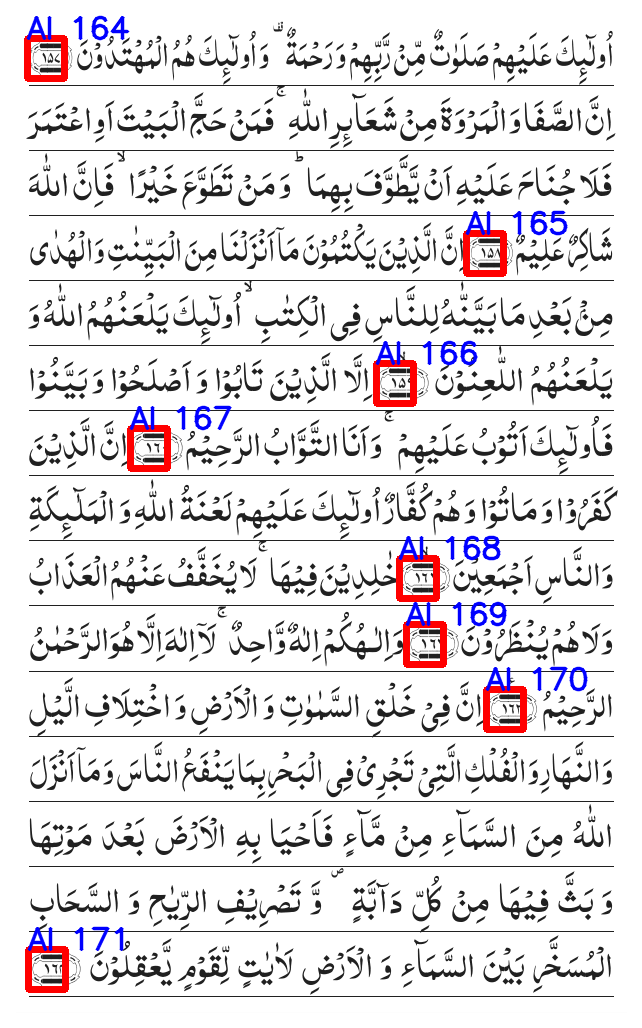 AI 164
اُولٰٓئِكَ عَلَيْهِمْ صَلَوٰتٌ مِّنْ رَّبِّهِمْ وَرَحْمَةٌ ۗ وَاُولٰٓئِكَ هُمُ الْمُهْتَدُوْنَ ١٥٧
اِنَّ الصَّفَا وَالْمَرْوَةَ مِنْ شَعَآئِرِ اللّٰهِ ۚ فَمَنْ حَجَّ الْبَيْتَ اَوِ اعْتَمَرَ
فَلَا جُنَاحَ عَلَيْهِ اَنْ يَّطَّوَّفَ بِهِمَا ؕ وَمَنْ تَطَوَّعَ خَيْرًا ۙ فَاِنَّ اللّٰهَ
AI 165
شَاكِرٌ عَلِيْمٌ ١٥٨ اِنَّ الَّذِيْنَ يَكْتُمُوْنَ مَاۤ اَنْزَلْنَا مِنَ الْبَيِّنٰتِ وَالْهُدٰى
مِنْۢ بَعْدِ مَا بَيَّنّٰهُ لِلنَّاسِ فِى الْكِتٰبِ ۙ اُولٰٓئِكَ يَلْعَنُهُمُ اللّٰهُ وَ
AI 166
يَلْعَنُهُمُ اللّٰعِنُوْنَ ١٥ اِلَّا الَّذِيْنَ تَابُوْا وَاَصْلَحُوْا وَبَيَّنُوْا
AI 167
فَاُولٰٓئِكَ اَتُوْبُ عَلَيْهِمْ ۚ وَاَنَا التَّوَّابُ الرَّحِيْمُ ١٦ اِنَّ الَّذِيْنَ
كَفَرُوْا وَمَاتُوْا وَهُمْ كُفَّارٌ اُولٰٓئِكَ عَلَيْهِمْ لَعْنَةُ اللّٰهِ وَالْمَلٰٓئِكَةِ
AI 168
وَالنَّاسِ اَجْمَعِيْنَ ١٦١ خٰلِدِيْنَ فِيْهَا ۚ لَا يُخَفَّفُ عَنْهُمُ الْعَذَابُ
AI 169
وَلَا هُمْ يُنْظَرُوْنَ ١٦٢ وَاِلٰهُكُمْ اِلٰهٌ وَّاحِدٌ ۚ لَاۤ اِلٰهَ اِلَّا هُوَ الرَّحْمٰنُ
AI 170
الرَّحِيْمُ ١٦٣ اِنَّ فِىْ خَلْقِ السَّمٰوٰتِ وَالْاَرْضِ وَاخْتِلَافِ الَّيْلِ
وَالنَّهَارِ وَالْفُلْكِ الَّتِىْ تَجْرِىْ فِى الْبَحْرِ بِمَا يَنْفَعُ النَّاسَ وَمَاۤ اَنْزَلَ
اللّٰهُ مِنَ السَّمَآءِ مِنْ مَّآءٍ فَاَحْيَا بِهِ الْاَرْضَ بَعْدَ مَوْتِهَا
وَبَثَّ فِيْهَا مِنْ كُلِّ دَآبَّةٍ ۪ وَّتَصْرِيْفِ الرِّيٰحِ وَالسَّحَابِ
AI 171
الْمُسَخَّرِ بَيْنَ السَّمَآءِ وَالْاَرْضِ لَاٰيٰتٍ لِّقَوْمٍ يَّعْقِلُوْنَ ١٦